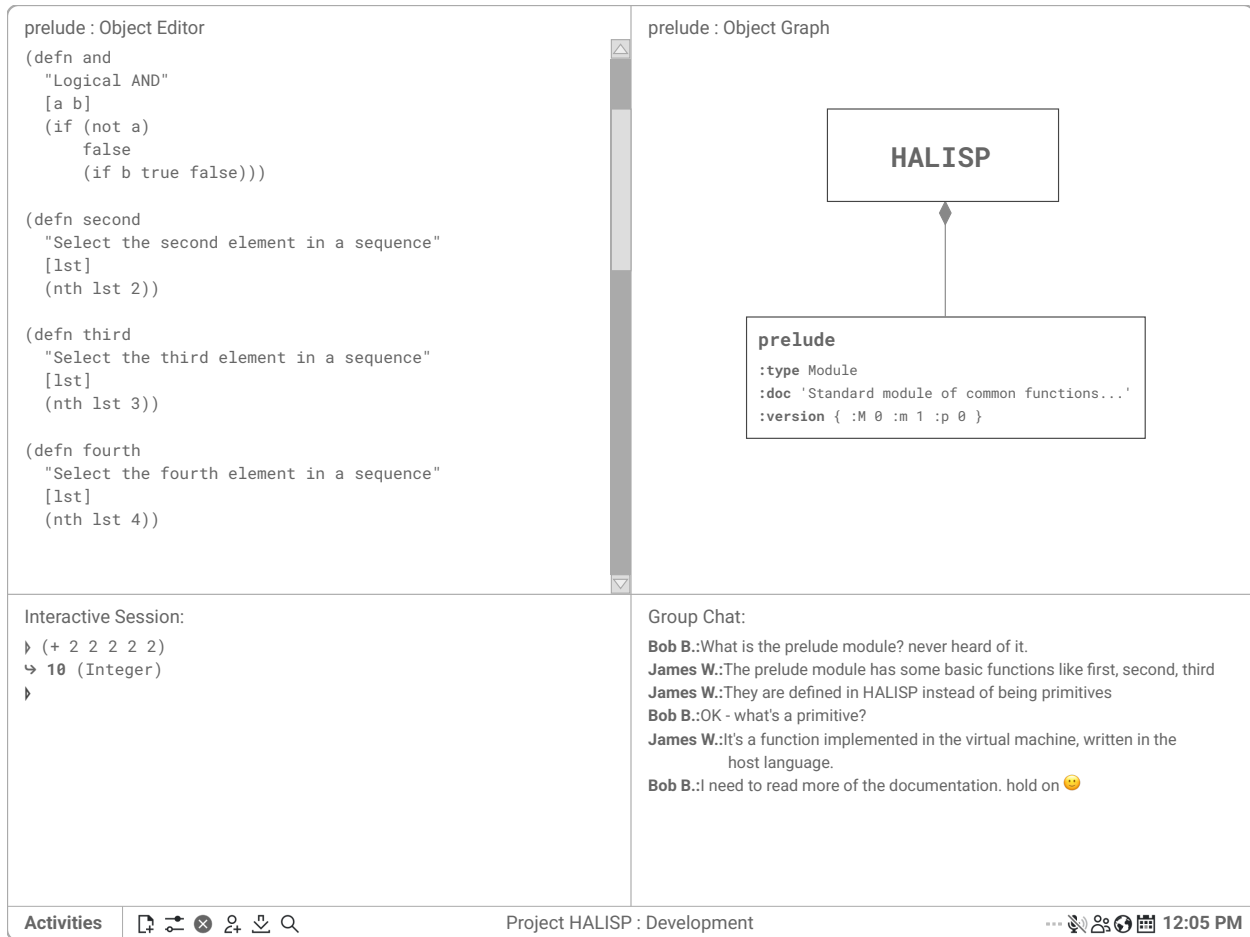 prelude : Object Editor
(defn and
"Logical AND"
[a b]
(if (not a)
false
(if b true false)))
(defn second
"Select the second element in a sequence"
[lst]
(nth lst 2))
(defn third
"Select the third element in a sequence"
[lst]
(nth lst 3))
(defn fourth
"Select the fourth element in a sequence"
[lst]
(nth lst 4))
prelude : Object Graph
HALISP
prelude
:type Module
:doc 'Standard module of common functions...'
:version { :M 0 :m 1 :p 0 }
Interactive Session:
(+ 2 2 2 2 2)
10 (Integer)
Group Chat:
Bob B.:What is the prelude module? never heard of it.
James W.:The prelude module has some basic functions like first, second, third
James W.:They are defined in HALISP instead of being primitives
Bob B.:OK - what's a primitive?
James W.:It's a function implemented in the virtual machine, written in the
host language.
Bob B.:I need to read more of the documentation. hold on 🙂
Activities
Project HALISP : Development
12:05 PM